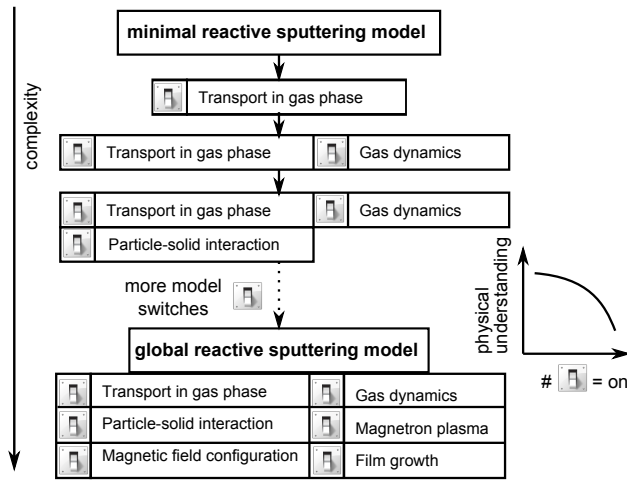 minimal reactive sputtering model
complexity
Transport in gas phase
Transport in gas phase
Gas dynamics
Transport in gas phase
Gas dynamics
Particle-solid interaction
more model
switches
global reactive sputtering model
Transport in gas phase
Gas dynamics
Particle-solid interaction
Magnetron plasma
Magnetic field configuration
Film growth
physical
understanding
# = on